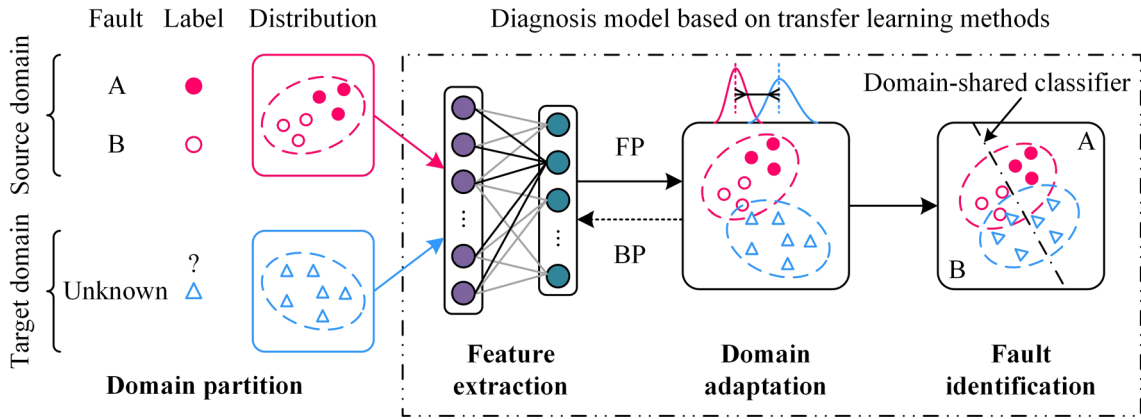 Fault Label Distribution
Diagnosis model based on transfer learning methods
Source domain
A
B
Target domain
Unknown
?
Domain partition
Feature
extraction
FP
BP
Domain
adaptation
Domain-shared classifier
A
B
Fault
identification